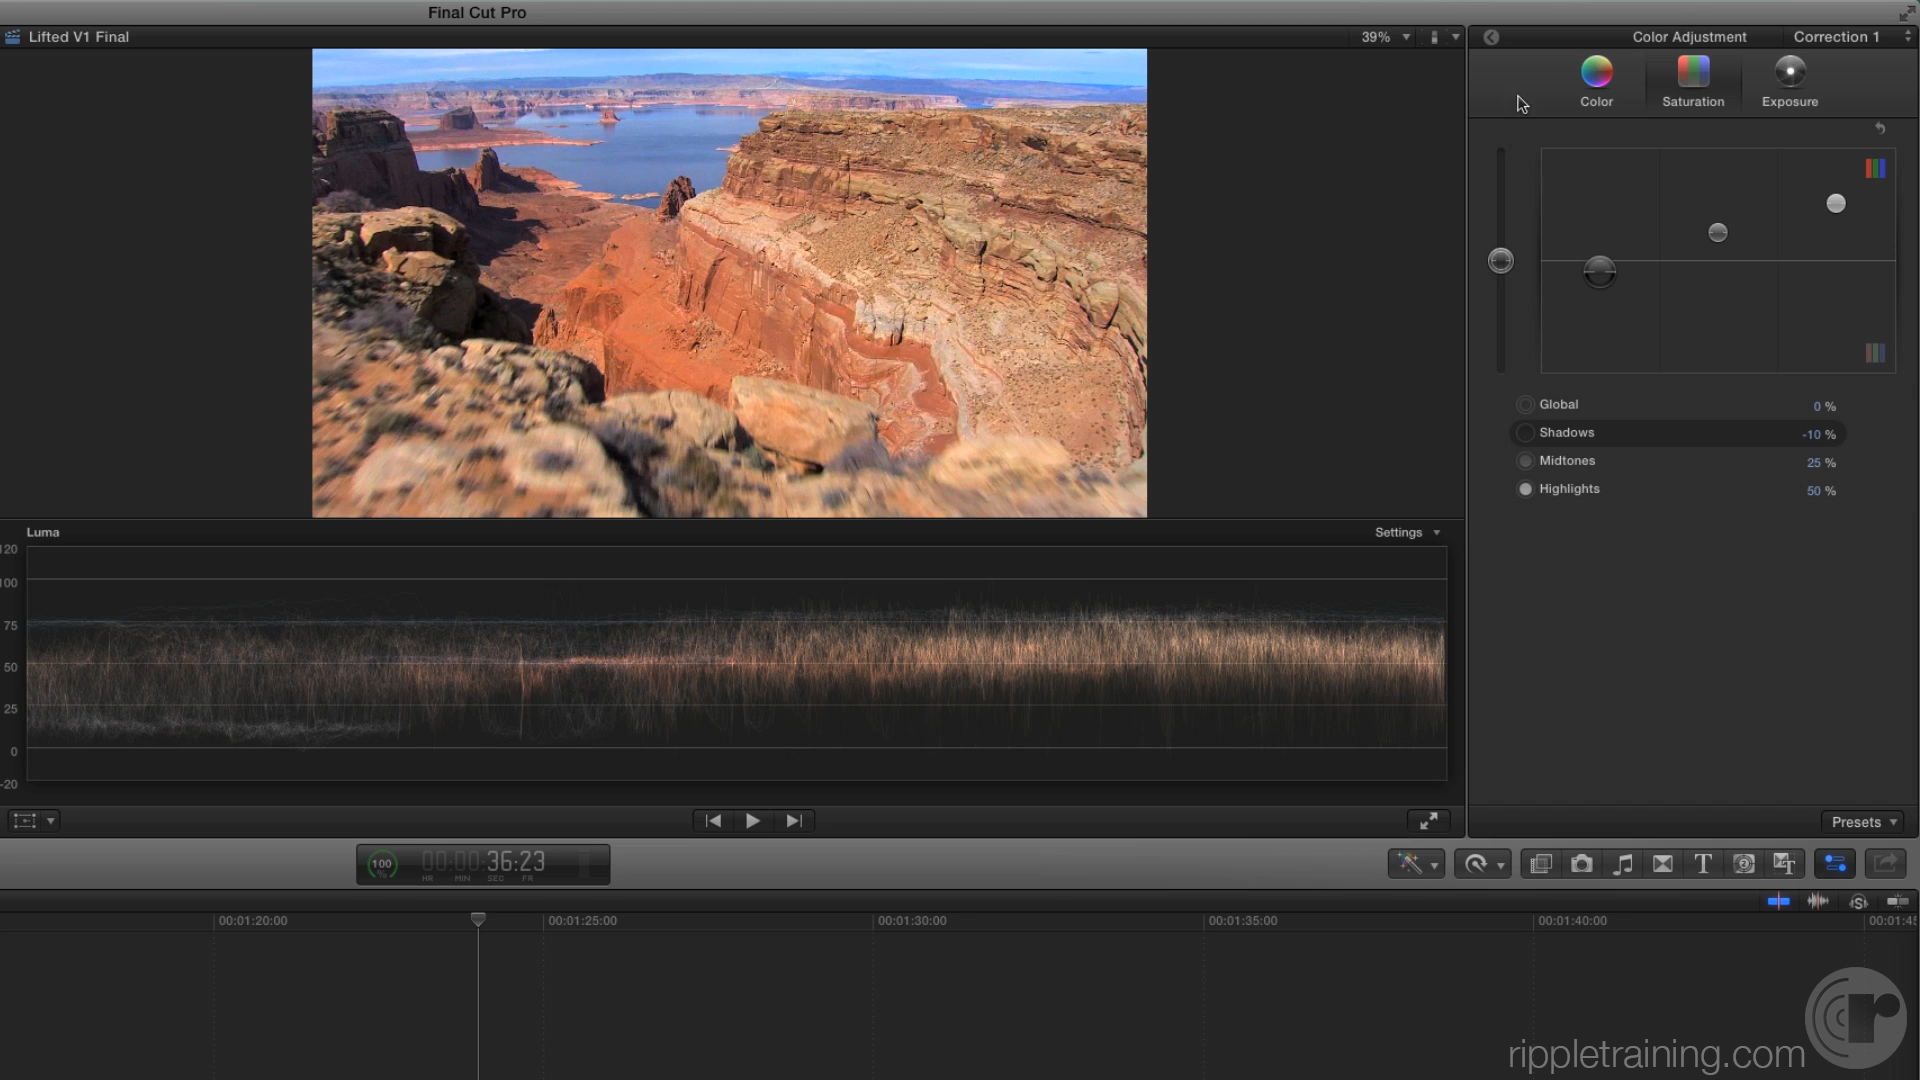 Final Cut Pro
Lifted V1 Final
39%
Color Adjustment
Correction 1
Color
Saturation
Exposure
Global
0 %
Shadows
-10 %
Midtones
25 %
Highlights
50 %
Luma
Settings
120
100
75
50
25
0
-20
Presets
100
%
00:00:36:23
HR MIN SEC FR
00:01:20:00
00:01:25:00
00:01:30:00
00:01:35:00
00:01:40:00
00:01:45
rippletraining.com